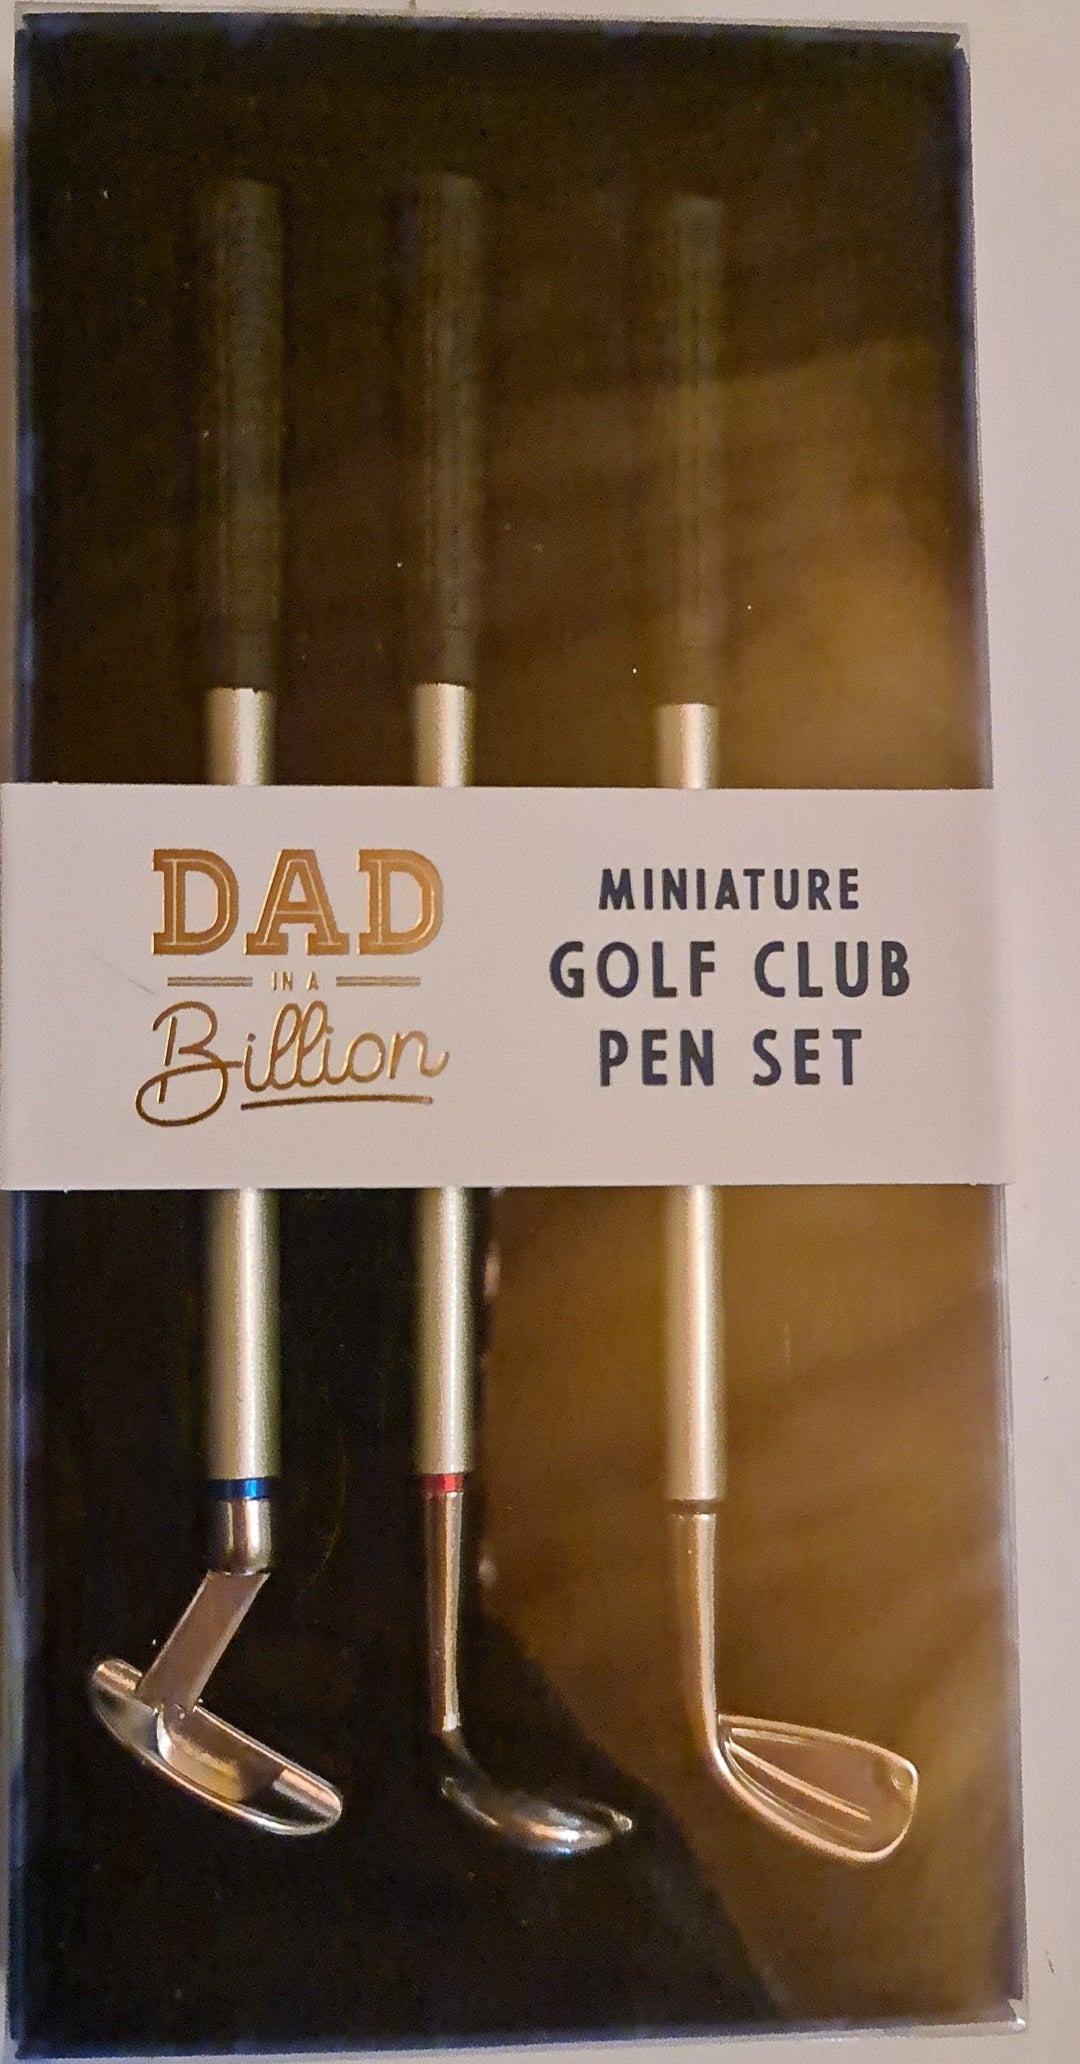 DAD
IN A
Billion
MINIATURE
GOLF CLUB
PEN SET